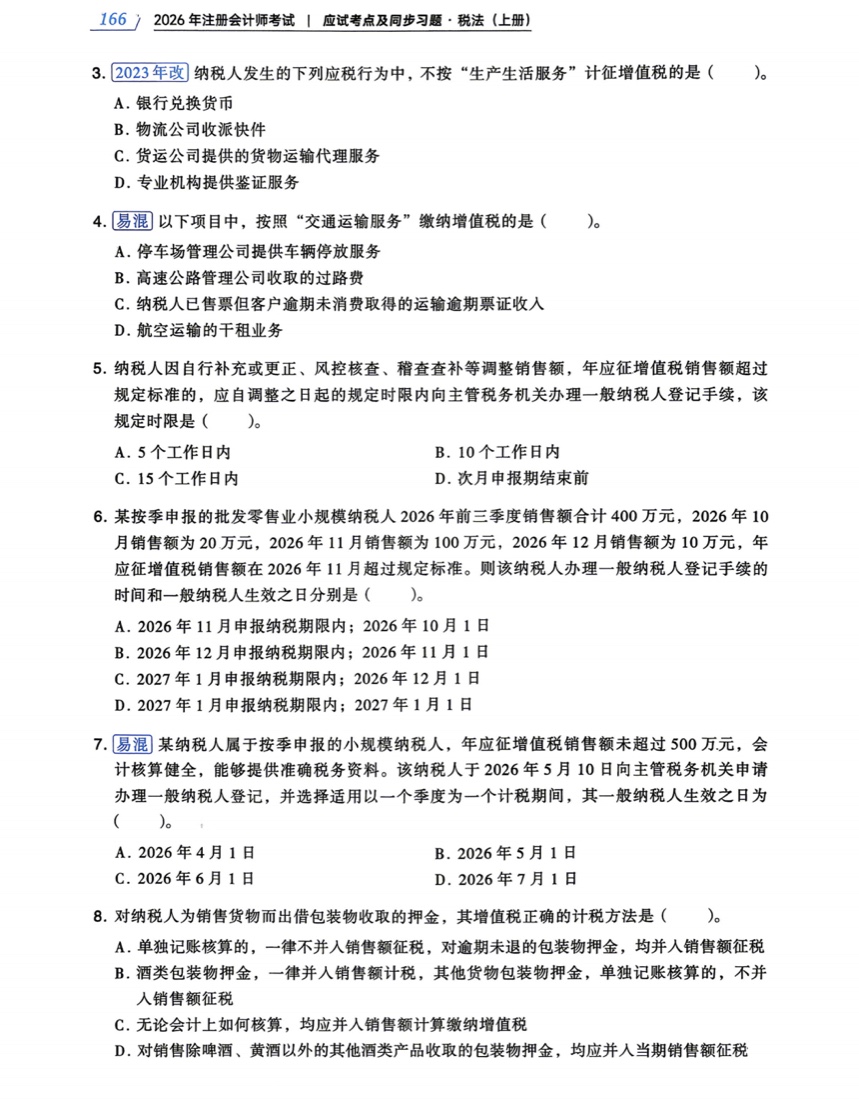 166 2026年注册会计师考试 | 应试考点及同步习题·税法（上册）
3. 2023年改 纳税人发生的下列应税行为中，不按“生产生活服务”计征增值税的是（　　）。
A. 银行兑换货币
B. 物流公司收派快件
C. 货运公司提供的货物运输代理服务
D. 专业机构提供鉴证服务
4. 易混 以下项目中，按照“交通运输服务”缴纳增值税的是（　　）。
A. 停车场管理公司提供车辆停放服务
B. 高速公路管理公司收取的过路费
C. 纳税人已售票但客户逾期未消费取得的运输逾期票证收入
D. 航空运输的干租业务
5. 纳税人因自行补充或更正、风控核查、稽查查补等调整销售额，年应征增值税销售额超过
规定标准的，应自调整之日起的规定时限内向主管税务机关办理一般纳税人登记手续，该
规定时限是（　　）。
A. 5个工作日内 B. 10个工作日内
C. 15个工作日内 D. 次月申报期结束前
6. 某按季申报的批发零售业小规模纳税人2026年前三季度销售额合计400万元，2026年10
月销售额为20万元，2026年11月销售额为100万元，2026年12月销售额为10万元，年
应征增值税销售额在2026年11月超过规定标准。则该纳税人办理一般纳税人登记手续的
时间和一般纳税人生效之日分别是（　　）。
A. 2026年11月申报纳税期限内；2026年10月1日
B. 2026年12月申报纳税期限内；2026年11月1日
C. 2027年1月申报纳税期限内；2026年12月1日
D. 2027年1月申报纳税期限内；2027年1月1日
7. 易混 某纳税人属于按季申报的小规模纳税人，年应征增值税销售额未超过500万元，会
计核算健全，能够提供准确税务资料。该纳税人于2026年5月10日向主管税务机关申请
办理一般纳税人登记，并选择适用以一个季度为一个计税期间，其一般纳税人生效之日为
（　　）。
A. 2026年4月1日 B. 2026年5月1日
C. 2026年6月1日 D. 2026年7月1日
8. 对纳税人为销售货物而出借包装物收取的押金，其增值税正确的计税方法是（　　）。
A. 单独记账核算的，一律不并入销售额征税，对逾期未退的包装物押金，均并入销售额征税
B. 酒类包装物押金，一律并入销售额计税，其他货物包装物押金，单独记账核算的，不并
入销售额征税
C. 无论会计上如何核算，均应并入销售额计算缴纳增值税
D. 对销售除啤酒、黄酒以外的其他酒类产品收取的包装物押金，均应并入当期销售额征税